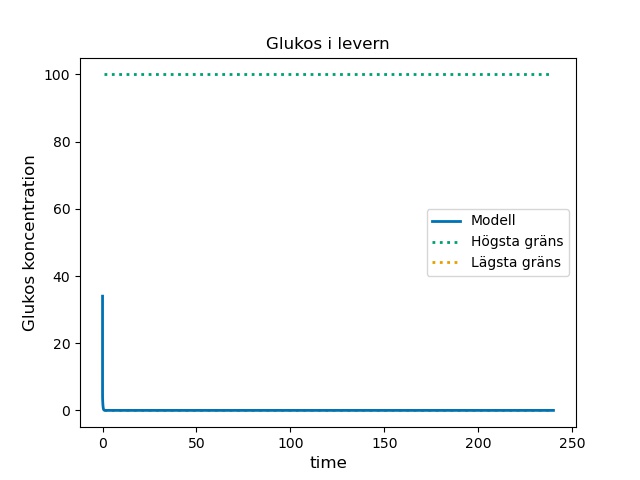 Glukos i levern
Glukos koncentration
100
80
60
40
20
0
Modell
Högsta gräns
Lägsta gräns
0 50 100 150 200 250
time